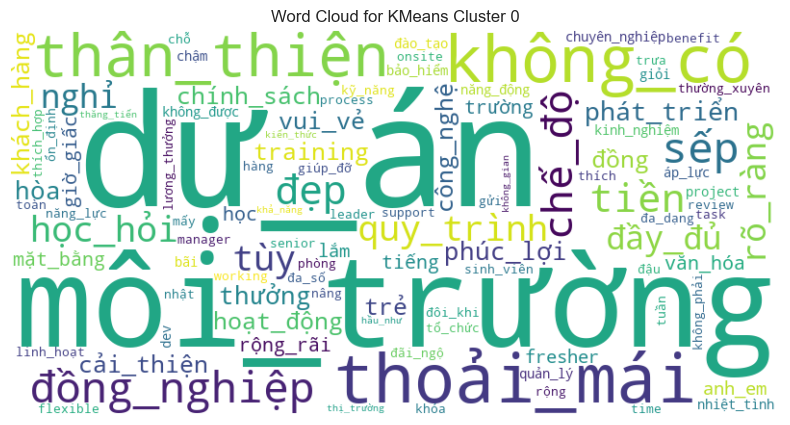 Word Cloud for KMeans Cluster 0
thân_thiện
không_có
chỗ
chậm
đào_tạo
onsite
bảo_hiểm
chuyên_nghiệp
benefit
trưa
giỏi
thường_xuyên
khách_hàng
nghỉ
chính_sách
kỹ_năng
process
năng_động
trường
phát_triển
kinh_nghiệm
thăng_tiến
không_được
vui_vẻ
kiến_thức
công_nghệ
chế_độ
sếp
rõ_ràng
thích_hợp
ổn_định
giờ_giấc
lương_thưởng
training
dự_án
đồng
áp_lực
hòa
hàng
giúp_đỡ
đẹp
không_gian
thích
tiền
project
toán
năng_lực
học
khả_năng
leader
support
gửi
đa_dạng
review
task
học_hỏi
mấy
manager
senior
lắm
quy_trình
đầy_đủ
mặt_bằng
bãi
tùy
phòng
tiếng
phúc_lợi
sinh_viên
đậu
văn_hóa
working
đa_số
môi_trường
nhật
thưởng
nâng
trẻ
đôi_khi
tổ_chức
tuần
không_phải
dev
hoạt_động
hầu_như
linh_hoạt
rộng_rãi
cải_thiện
đãi_ngộ
thoải_mái
fresher
quản_lý
anh_em
đồng_nghiệp
rộng
nhiệt_tình
flexible
thị_trường
khóa
time